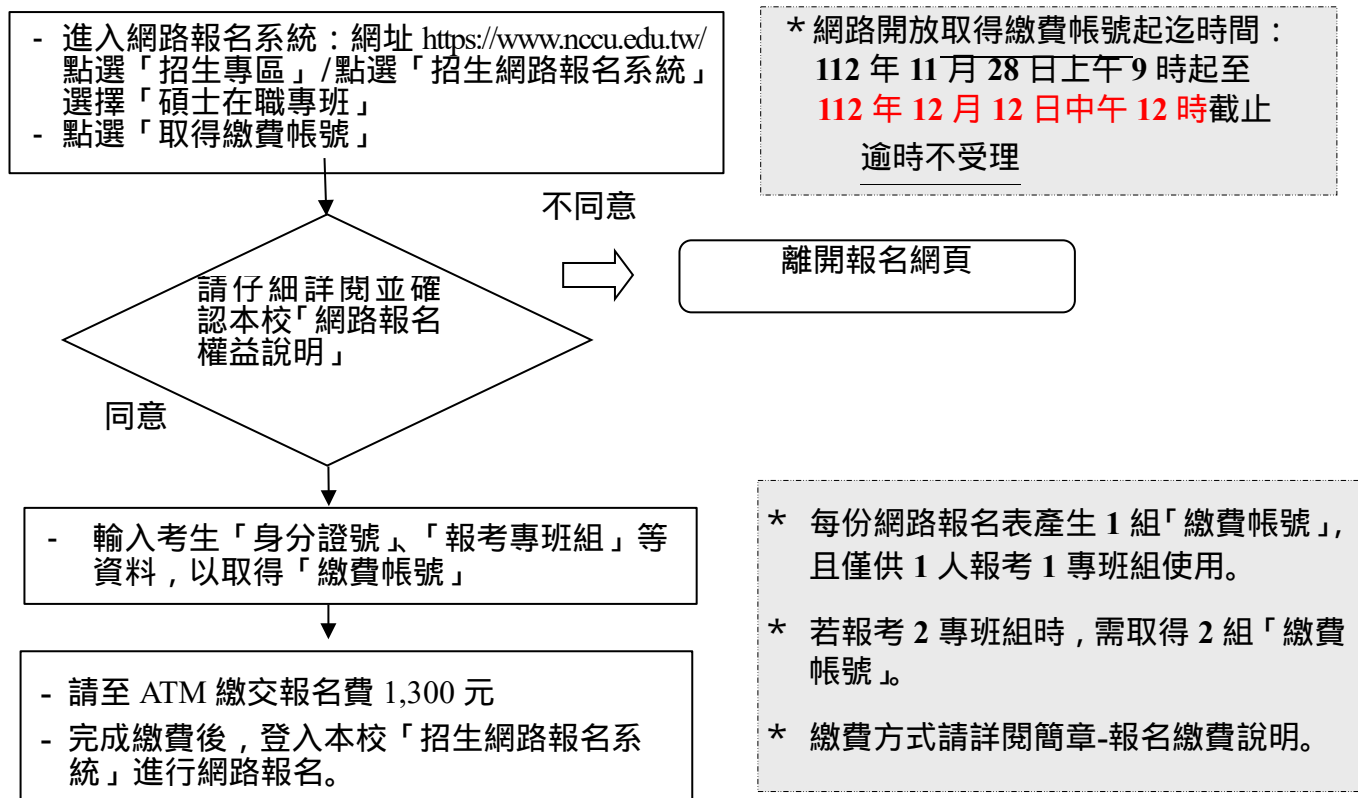 - 進入網路報名系統：網址 https://www.nccu.edu.tw/
點選「招生專區」/點選「招生網路報名系統」
選擇「碩士在職專班」
- 點選「取得繳費帳號」
＊網路開放取得繳費帳號起迄時間：
112 年 11 月 28 日上午 9 時起至
112 年 12 月 12 日中午 12 時截止
逾時不受理
不同意
離開報名網頁
請仔細詳閱並確
認本校「網路報名
權益說明」
同意
- 輸入考生「身分證號」、「報考專班組」等
資料，以取得「繳費帳號」
＊ 每份網路報名表產生 1 組「繳費帳號」，
且僅供 1 人報考 1 專班組使用。
＊ 若報考 2 專班組時，需取得 2 組「繳費
帳號」。
＊ 繳費方式請詳閱簡章-報名繳費說明。
- 請至 ATM 繳交報名費 1,300 元
- 完成繳費後，登入本校「招生網路報名系
統」進行網路報名。